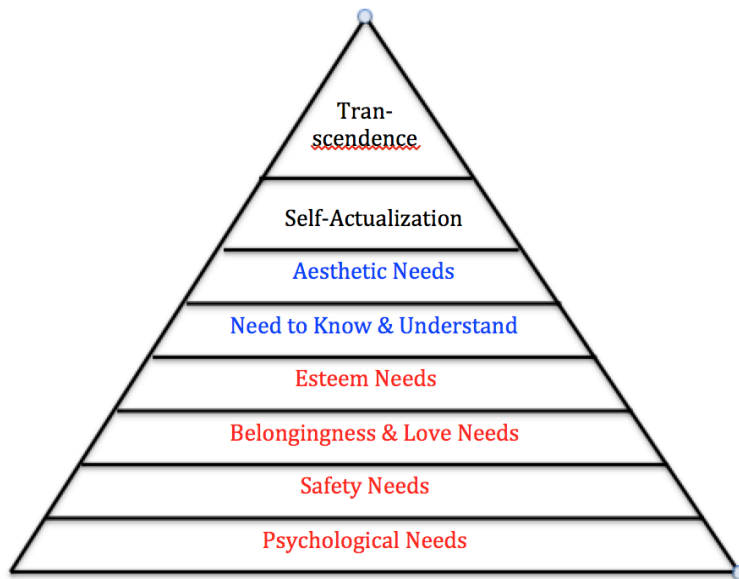 Tran-
scendence
Self-Actualization
Aesthetic Needs
Need to Know & Understand
Esteem Needs
Belongingness & Love Needs
Safety Needs
Psychological Needs